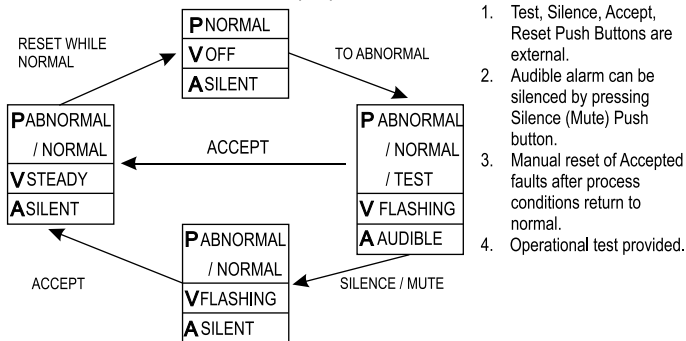 P NORMAL
V OFF
A SILENT
RESET WHILE
NORMAL
TO ABNORMAL
P ABNORMAL
/ NORMAL
V STEADY
A SILENT
ACCEPT
P ABNORMAL
/ NORMAL
/ TEST
V FLASHING
A AUDIBLE
P ABNORMAL
/ NORMAL
V FLASHING
A SILENT
ACCEPT
SILENCE / MUTE
1. Test, Silence, Accept,
Reset Push Buttons are
external.
2. Audible alarm can be
silenced by pressing
Silence (Mute) Push
button.
3. Manual reset of Accepted
faults after process
conditions return to
normal.
4. Operational test provided.